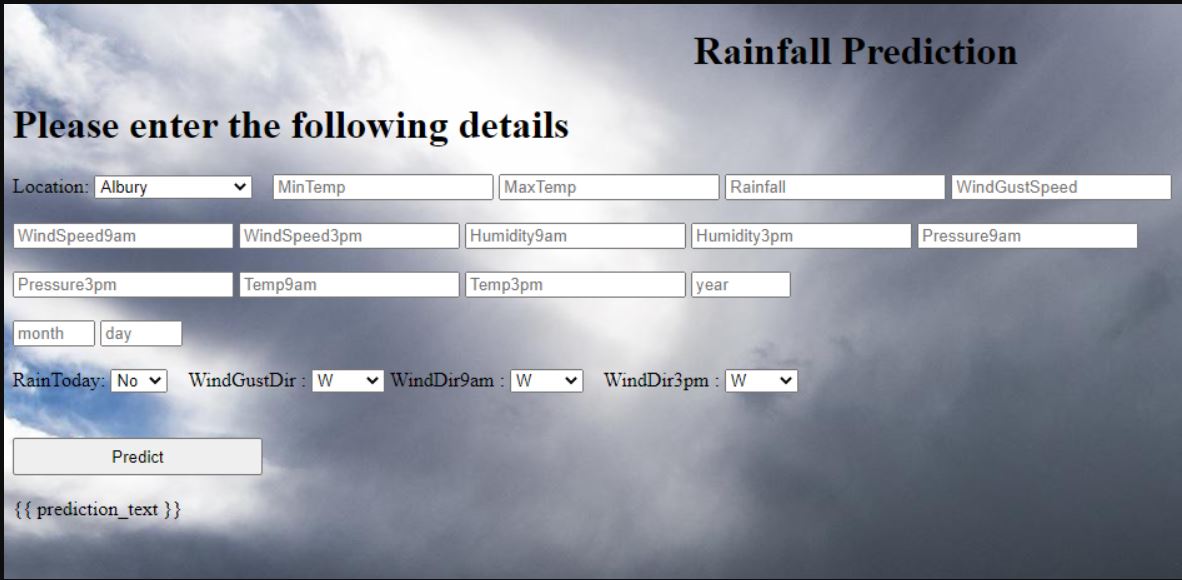 Rainfall Prediction
Please enter the following details
Location: Albury MinTemp MaxTemp Rainfall WindGustSpeed
WindSpeed9am WindSpeed3pm Humidity9am Humidity3pm Pressure9am
Pressure3pm Temp9am Temp3pm year
month day
RainToday: No WindGustDir : W WindDir9am : W WindDir3pm : W
Predict
{{ prediction_text }}